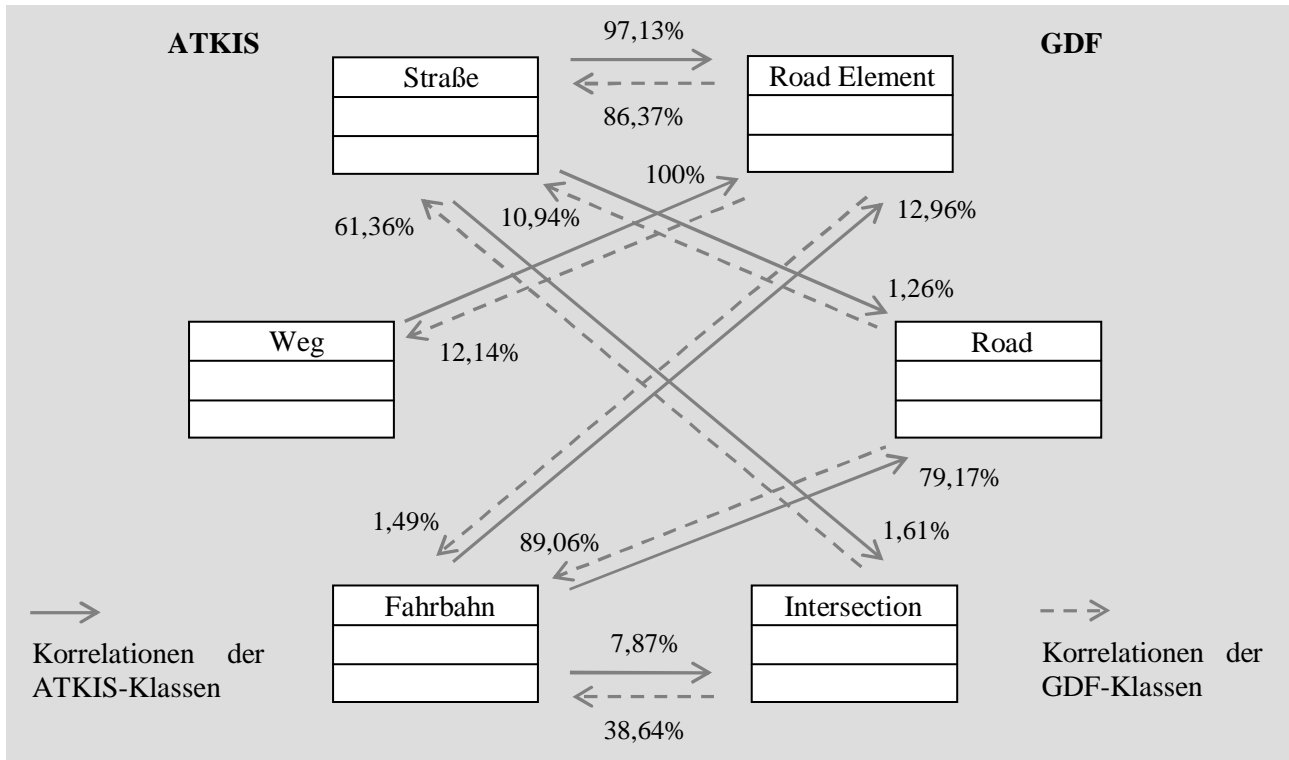 97,13%
ATKIS
GDF
Straße
Road Element
86,37%
100%
61,36%
10,94%
12,96%
1,26%
Weg
12,14%
Road
79,17%
1,49%
89,06%
1,61%
Fahrbahn
Intersection
7,87%
38,64%
Korrelationen der
ATKIS-Klassen
Korrelationen der
GDF-Klassen